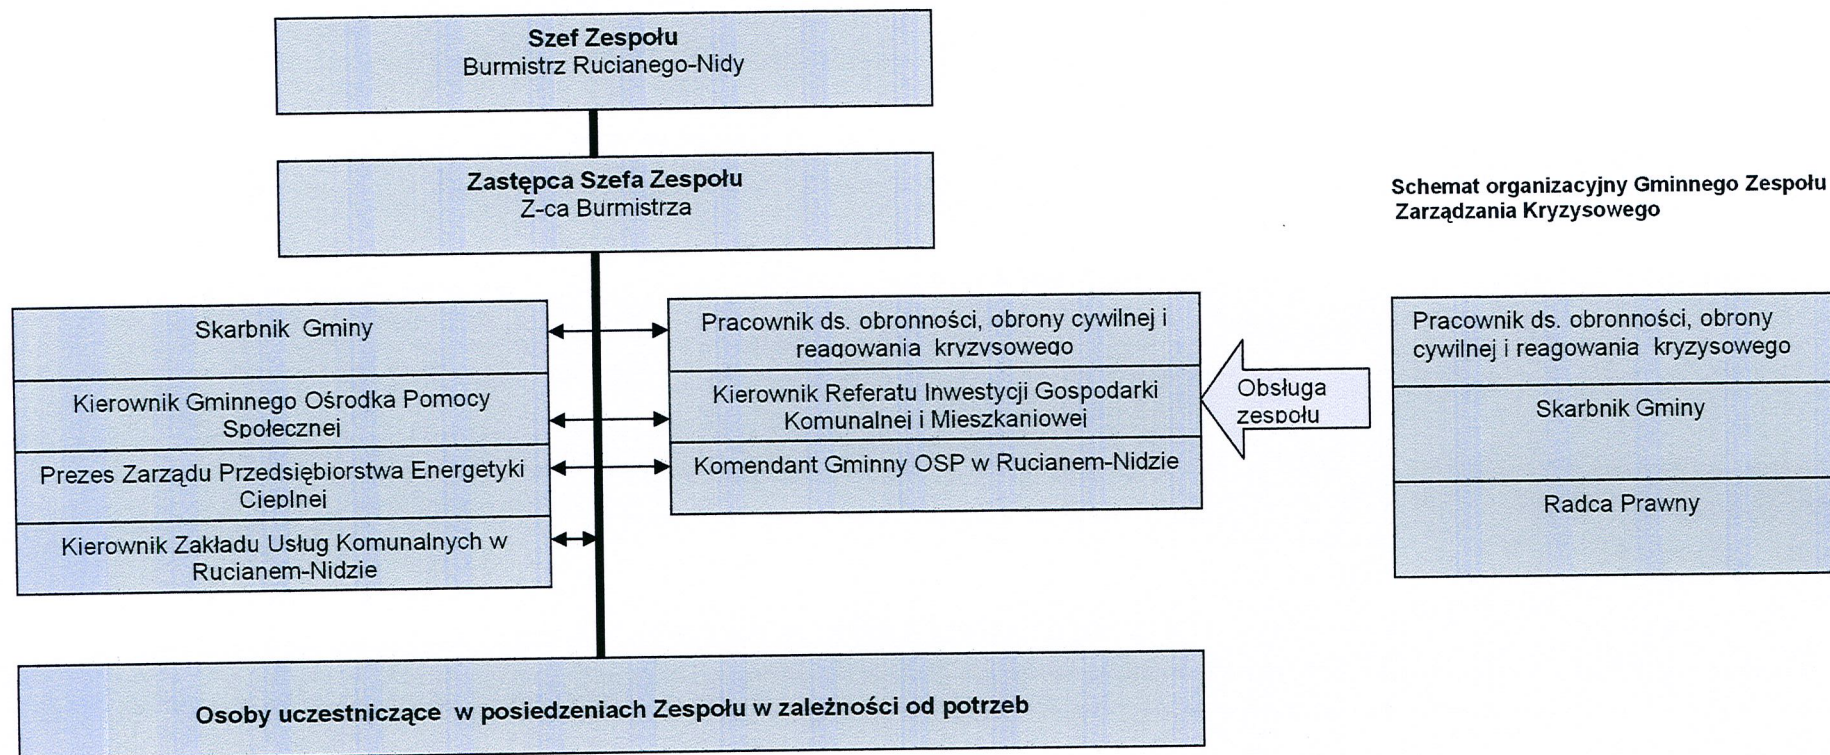 Szef Zespołu
Burmistrz Rucianego-Nidy
Zastępca Szefa Zespołu
Z-ca Burmistrza
Schemat organizacyjny Gminnego Zespołu
Zarządzania Kryzysowego
Skarbnik Gminy
Kierownik Gminnego Ośrodka Pomocy
Społecznej
Prezes Zarządu Przedsiębiorstwa Energetyki
Cieplnej
Kierownik Zakładu Usług Komunalnych w
Rucianem-Nidzie
Pracownik ds. obronności, obrony cywilnej i
reagowania kryzysowego
Kierownik Referatu Inwestycji Gospodarki
Komunalnej i Mieszkaniowej
Komendant Gminny OSP w Rucianem-Nidzie
Obsługa
zespołu
Pracownik ds. obronności, obrony
cywilnej i reagowania kryzysowego
Skarbnik Gminy
Radca Prawny
Osoby uczestniczące w posiedzeniach Zespołu w zależności od potrzeb